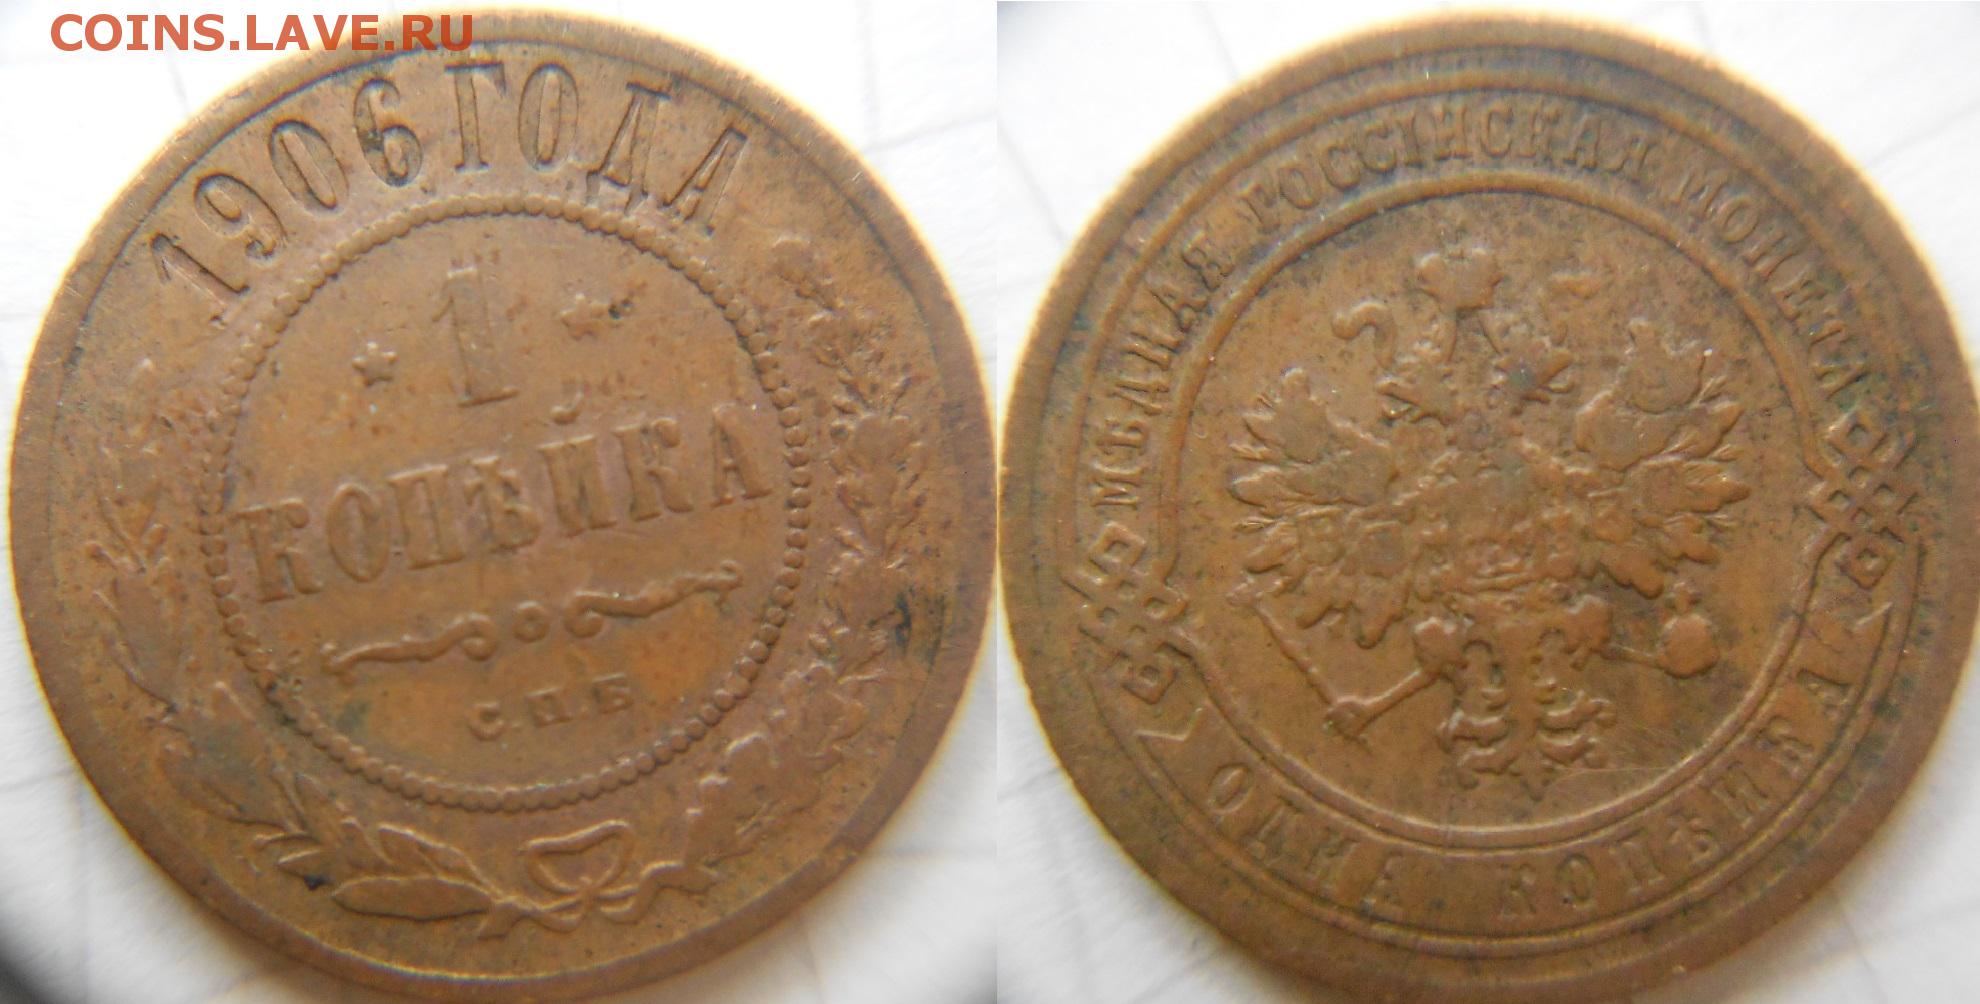 COINS.LAVE.RU
1906 ГОДА
* 1 *
КОПѢЙКА
С.П.Б.
МѢДНАЯ РОССІЙСКАЯ МОНЕТА
ОДНА КОПѢЙКА